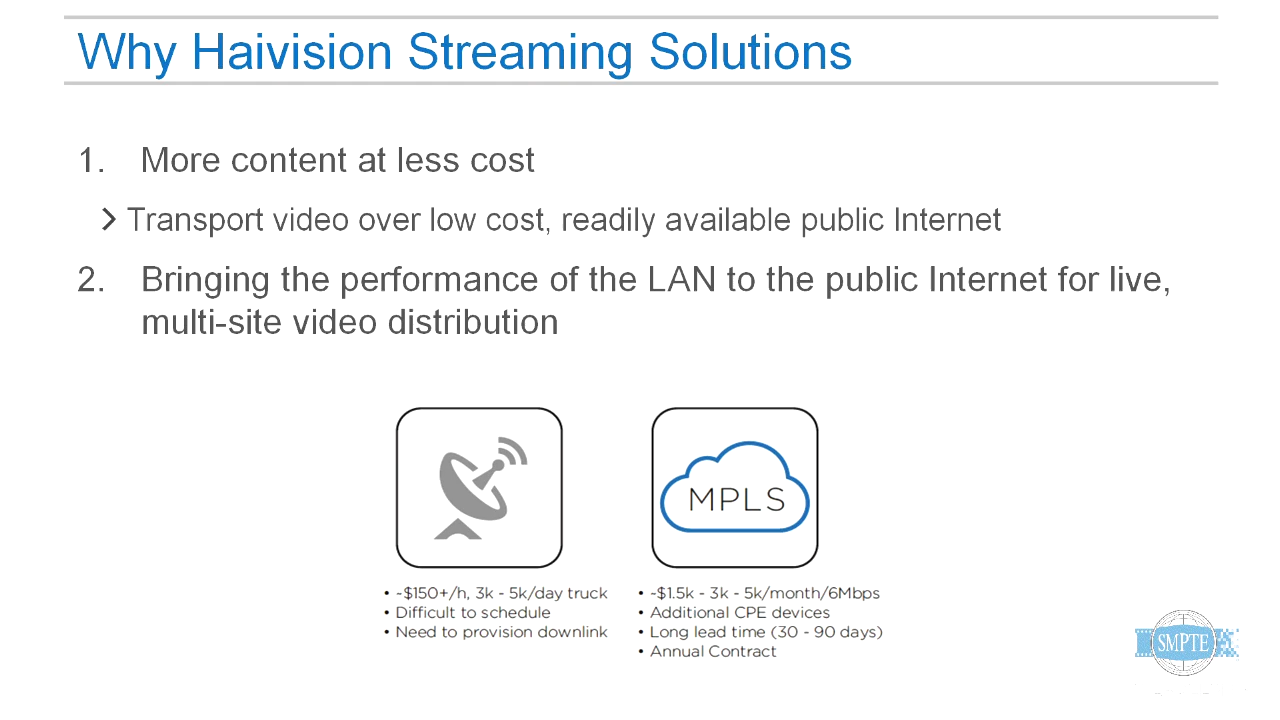 Why Haivision Streaming Solutions
1. More content at less cost
> Transport video over low cost, readily available public Internet
2. Bringing the performance of the LAN to the public Internet for live,
multi-site video distribution
MPLS
• ~$150+/h, 3k - 5k/day truck
• Difficult to schedule
• Need to provision downlink
• ~$1.5k - 3k - 5k/month/6Mbps
• Additional CPE devices
• Long lead time (30 - 90 days)
• Annual Contract
SMPTE